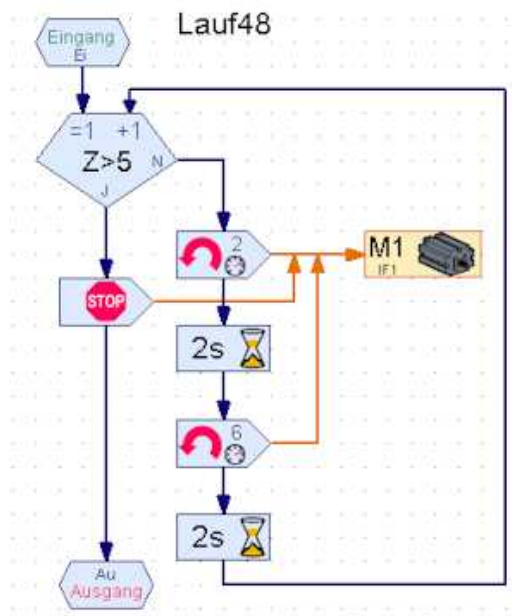 Lauf48
Eingang
Ei
=1 +1
Z>5
N
J
2
M1
IF1
STOP
2s
6
2s
Au
Ausgang